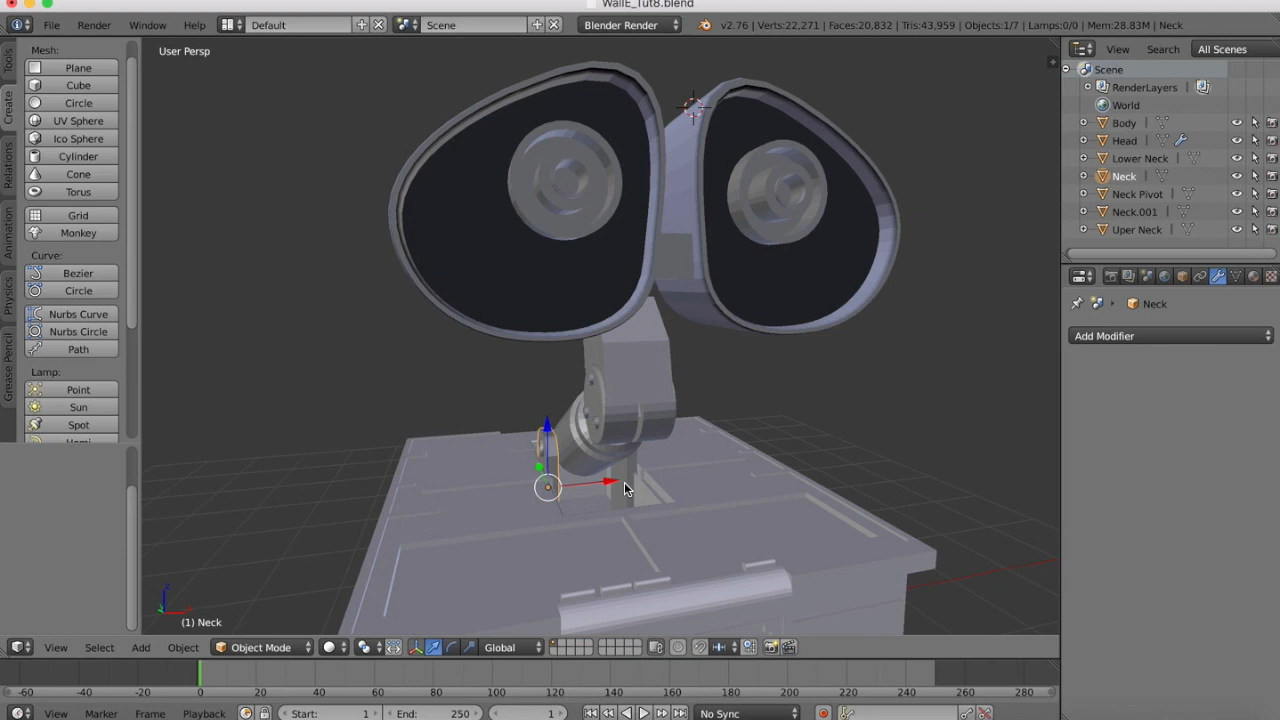 WallE_Tut8.blend
File Render Window Help Default Scene Blender Render v2.76 | Verts:22,271 | Faces:20,832 | Tris:43,959 | Objects:1/7 | Lamps:0/0 | Mem:28.83M | Neck
Tools
Create
Relations
Animation
Physics
Grease Pencil
Mesh:
Plane
Cube
Circle
UV Sphere
Ico Sphere
Cylinder
Cone
Torus
Grid
Monkey
Curve:
Bezier
Circle
Nurbs Curve
Nurbs Circle
Path
Lamp:
Point
Sun
Spot
Hemi
User Persp
(1) Neck
View Search All Scenes
Scene
RenderLayers
World
Body
Head
Lower Neck
Neck
Neck Pivot
Neck.001
Uper Neck
Neck
Add Modifier
View Select Add Object Object Mode Global
-60 -40 -20 0 20 40 60 80 100 120 140 160 180 200 220 240 260 280
View Marker Frame Playback Start: 1 End: 250 1 No Sync